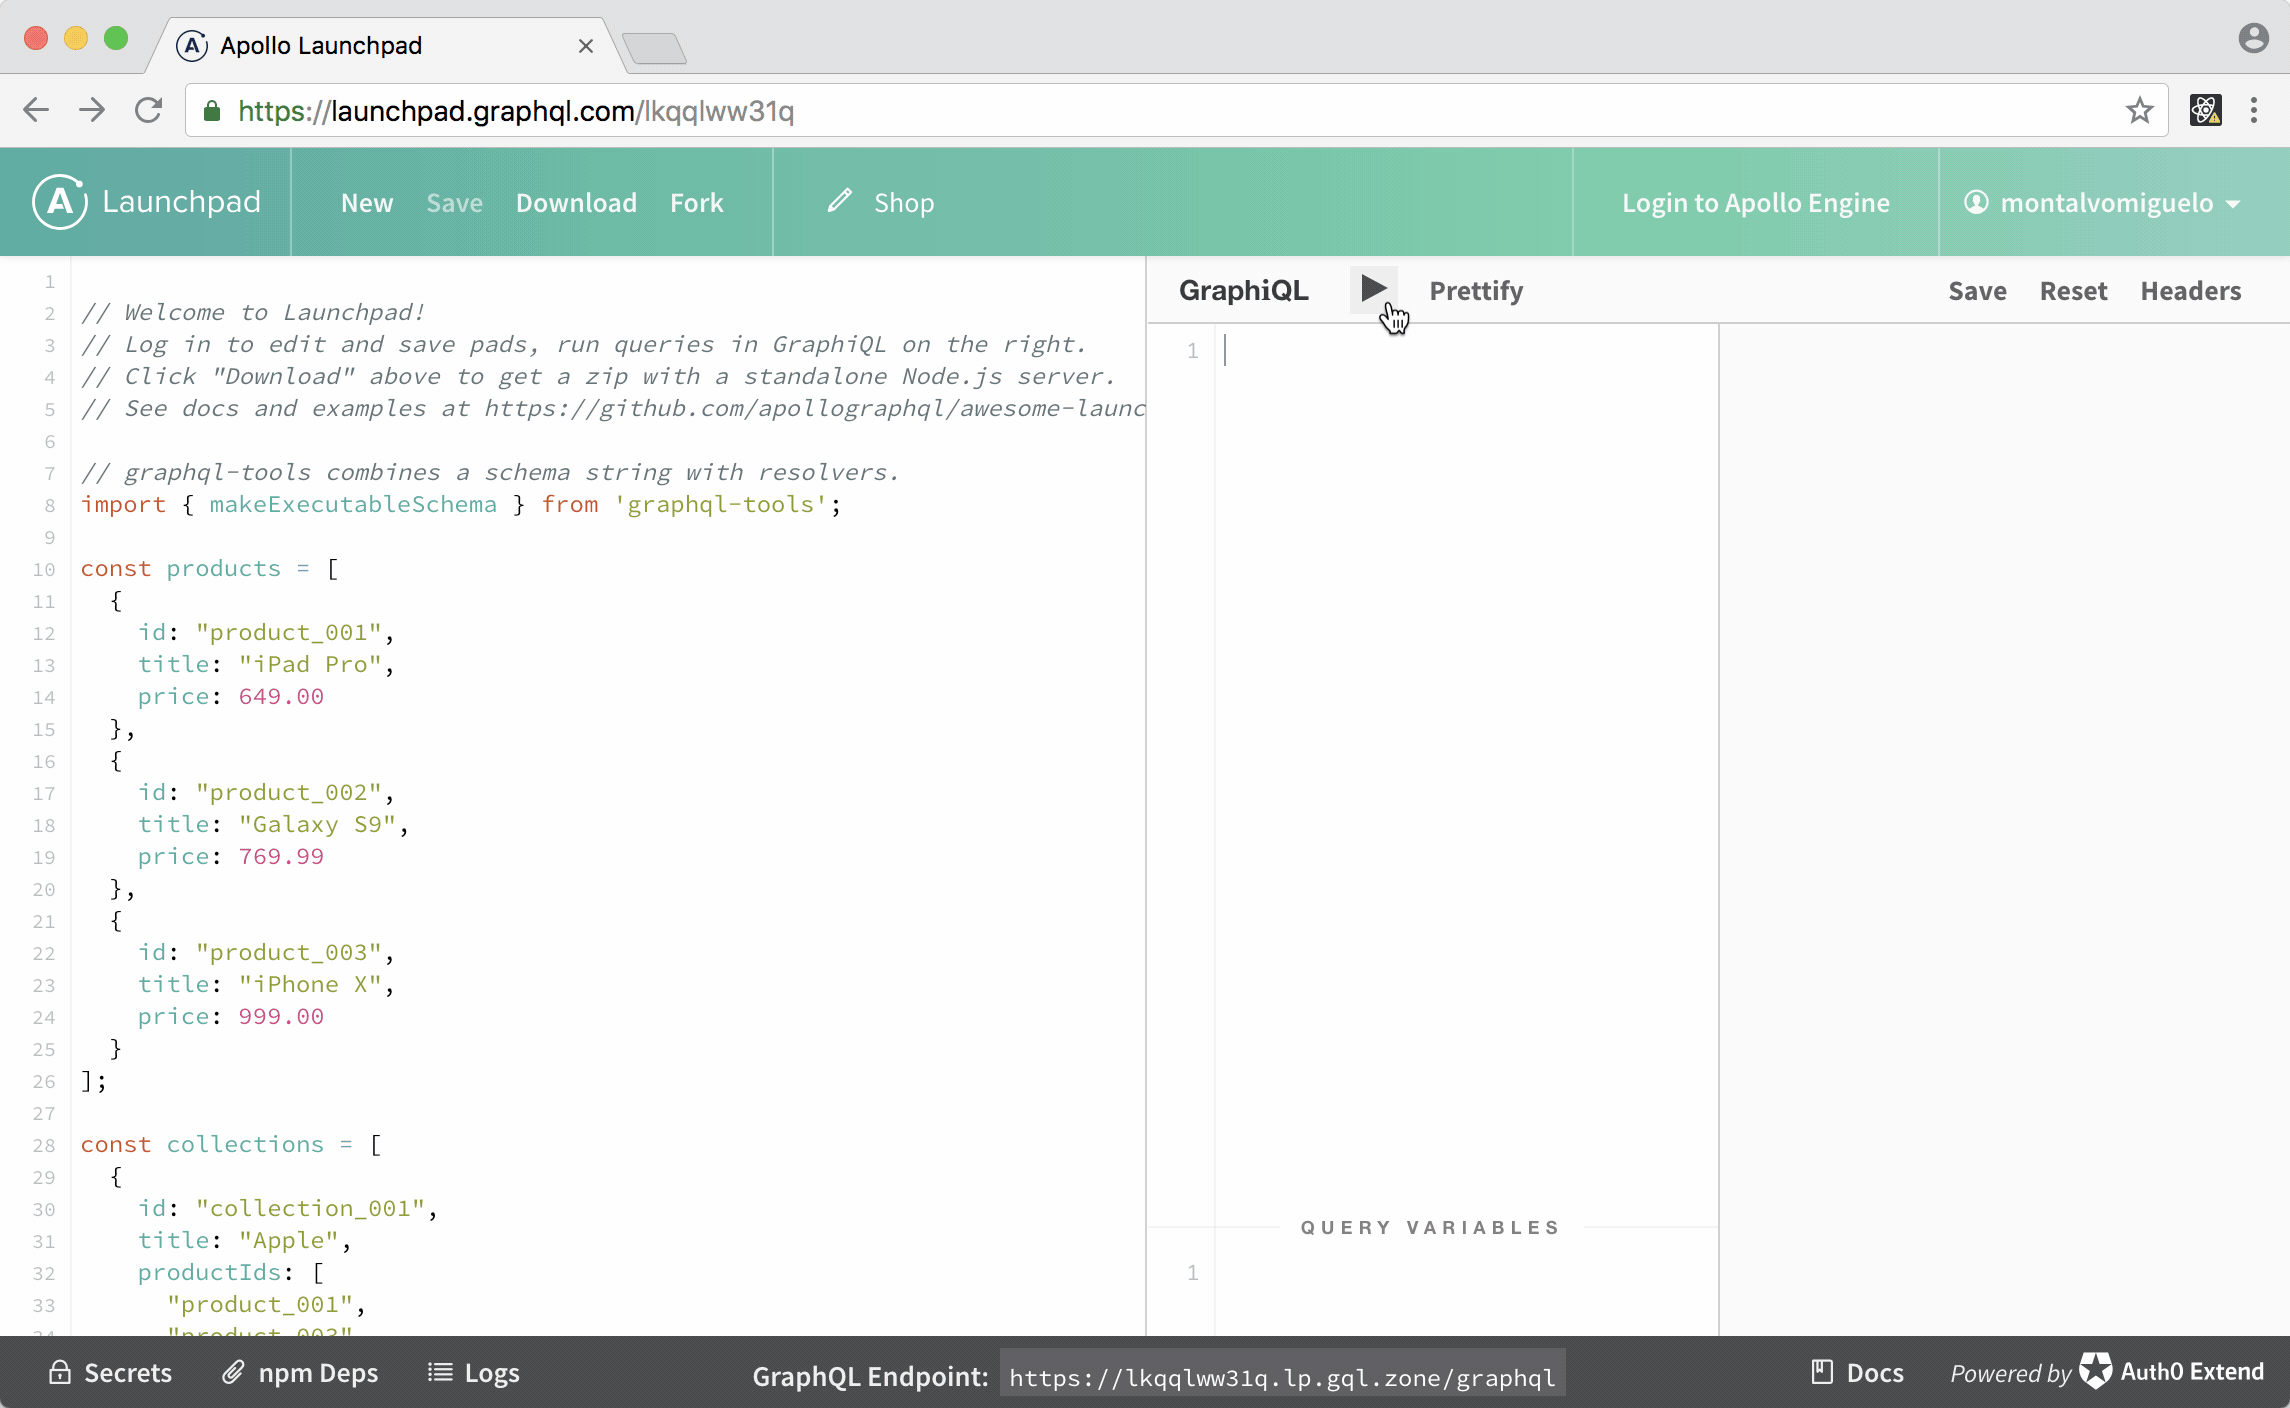 Apollo Launchpad
https://launchpad.graphql.com/lkqqlww31q
Launchpad New Save Download Fork Shop Login to Apollo Engine montalvomiguelo
GraphiQL Prettify Save Reset Headers
1
2 // Welcome to Launchpad!
3 // Log in to edit and save pads, run queries in GraphiQL on the right.
4 // Click "Download" above to get a zip with a standalone Node.js server.
5 // See docs and examples at https://github.com/apollographql/awesome-launc
6
7 // graphql-tools combines a schema string with resolvers.
8 import { makeExecutableSchema } from 'graphql-tools';
9
10 const products = [
11 {
12 id: "product_001",
13 title: "iPad Pro",
14 price: 649.00
15 },
16 {
17 id: "product_002",
18 title: "Galaxy S9",
19 price: 769.99
20 },
21 {
22 id: "product_003",
23 title: "iPhone X",
24 price: 999.00
25 }
26 ];
27
28 const collections = [
29 {
30 id: "collection_001",
31 title: "Apple",
32 productIds: [
33 "product_001",
34 "product_003"
1
QUERY VARIABLES
1
Secrets npm Deps Logs GraphQL Endpoint: https://lkqqlww31q.lp.gql.zone/graphql Docs Powered by Auth0 Extend